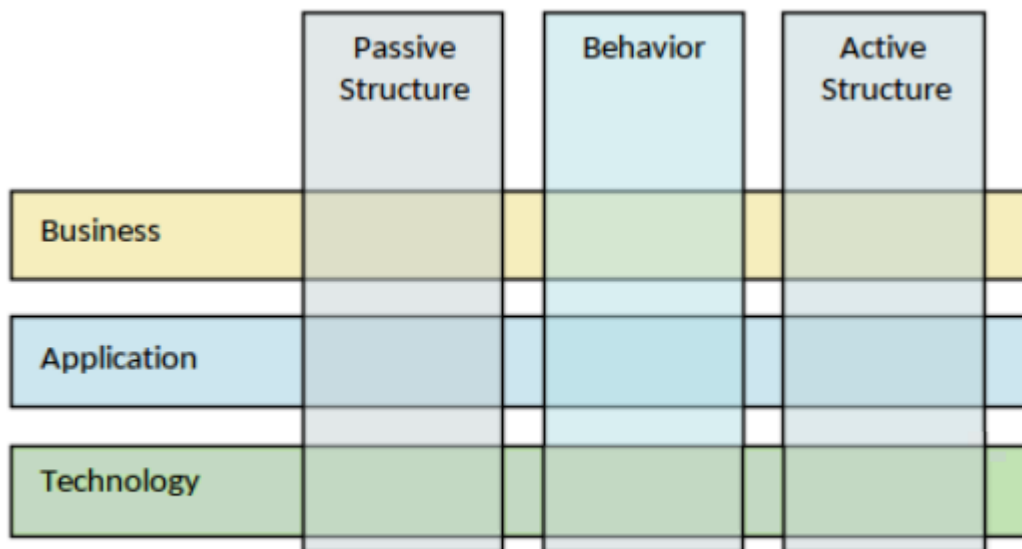 Passive
Structure
Behavior
Active
Structure
Business
Application
Technology